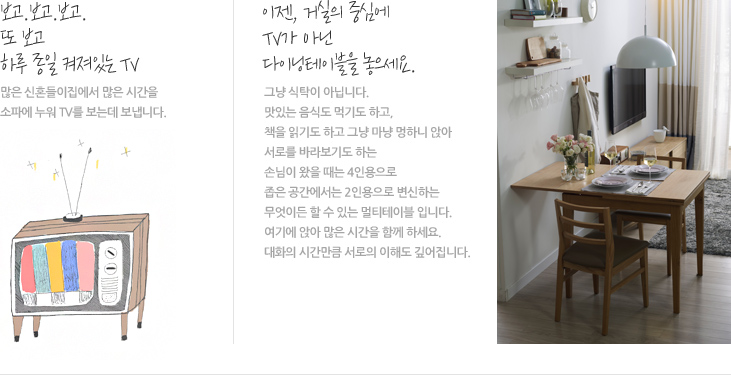 보고.보고.보고.
또 보고
하루 종일 켜져있는 TV
많은 신혼들이집에서 많은 시간을
소파에 누워 TV를 보는데 보냅니다.
이젠, 거실의 중심에
TV가 아닌
다이닝테이블을 놓으세요.
그냥 식탁이 아닙니다.
맛있는 음식도 먹기도 하고,
책을 읽기도 하고 그냥 마냥 멍하니 앉아
서로를 바라보기도 하는
손님이 왔을 때는 4인용으로
좁은 공간에서는 2인용으로 변신하는
무엇이든 할 수 있는 멀티테이블 입니다.
여기에 앉아 많은 시간을 함께 하세요.
대화의 시간만큼 서로의 이해도 깊어집니다.